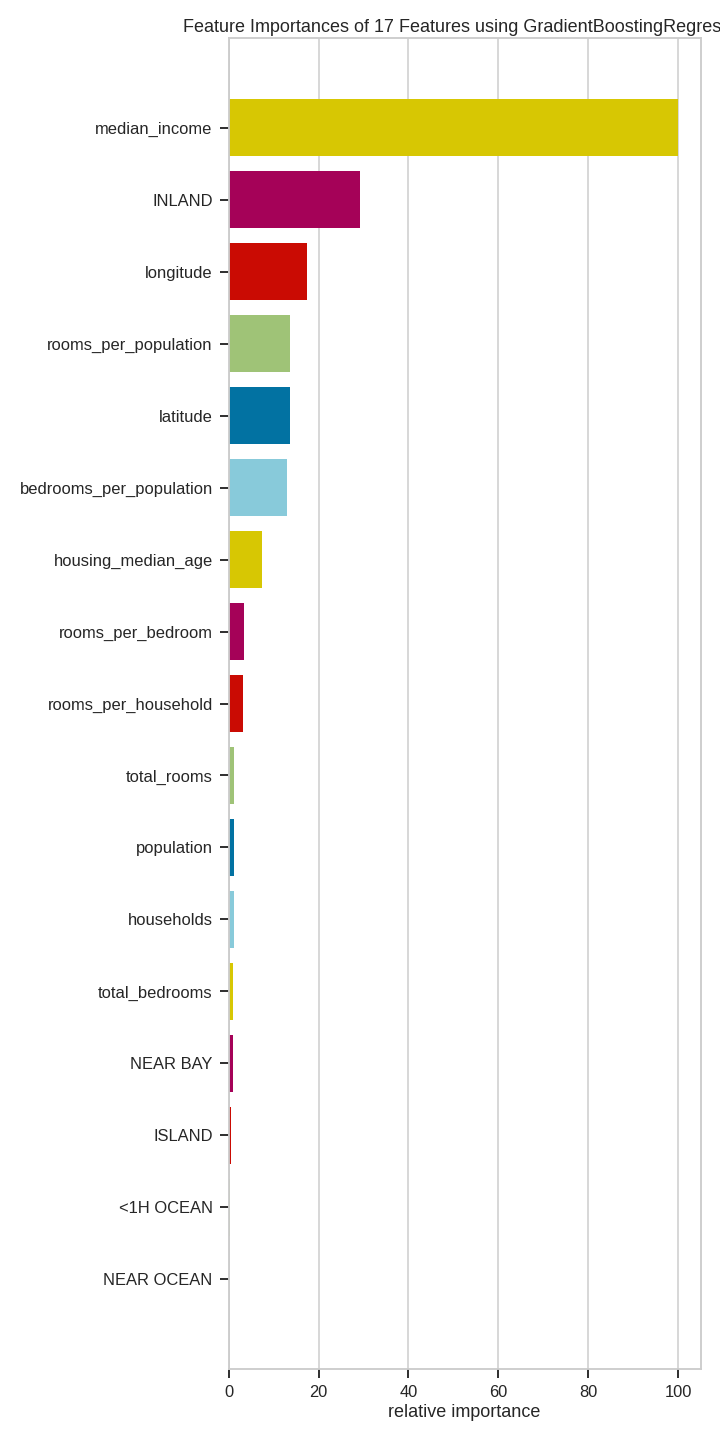 Feature Importances of 17 Features using GradientBoostingRegres
median_income
INLAND
longitude
rooms_per_population
latitude
bedrooms_per_population
housing_median_age
rooms_per_bedroom
rooms_per_household
total_rooms
population
households
total_bedrooms
NEAR BAY
ISLAND
<1H OCEAN
NEAR OCEAN
0 20 40 60 80 100
relative importance